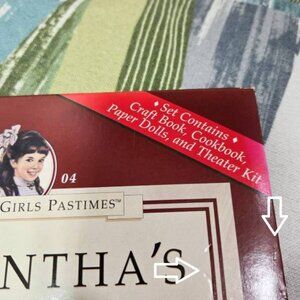 ♦ Set Contains ♦
Craft Book, Cookbook,
Paper Dolls, and Theater Kit
04
GIRLS PASTIMES™
NTHA'S